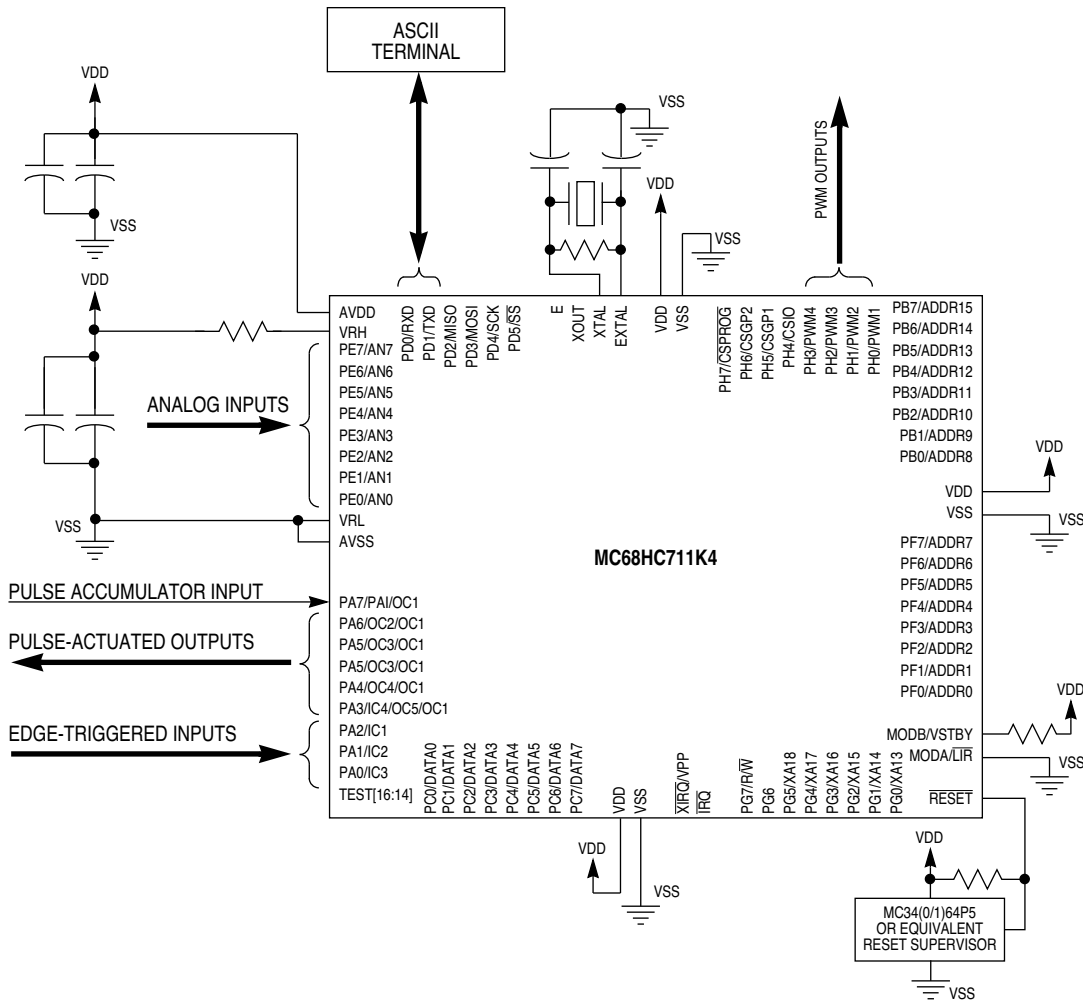 ASCII
TERMINAL
VDD
VSS
VDD
VSS
VDD
VSS
PWM OUTPUTS
VDD
AVDD
VRH
PE7/AN7
PE6/AN6
PE5/AN5
PE4/AN4
PE3/AN3
PE2/AN2
PE1/AN1
PE0/AN0
VRL
AVSS
ANALOG INPUTS
VSS
PD0/RXD
PD1/TXD
PD2/MISO
PD3/MOSI
PD4/SCK
PD5/SS
E
XOUT
XTAL
EXTAL
VDD
VSS
PH7/CSPROG
PH6/CSGP2
PH5/CSGP1
PH4/CSIO
PH3/PWM4
PH2/PWM3
PH1/PWM2
PH0/PWM1
PB7/ADDR15
PB6/ADDR14
PB5/ADDR13
PB4/ADDR12
PB3/ADDR11
PB2/ADDR10
PB1/ADDR9
PB0/ADDR8
VDD
VDD
VSS
VSS
MC68HC711K4
PF7/ADDR7
PF6/ADDR6
PF5/ADDR5
PF4/ADDR4
PF3/ADDR3
PF2/ADDR2
PF1/ADDR1
PF0/ADDR0
PULSE ACCUMULATOR INPUT
PA7/PAI/OC1
PULSE-ACTUATED OUTPUTS
PA6/OC2/OC1
PA5/OC3/OC1
PA5/OC3/OC1
PA4/OC4/OC1
PA3/IC4/OC5/OC1
EDGE-TRIGGERED INPUTS
PA2/IC1
PA1/IC2
PA0/IC3
TEST[16:14]
VDD
MODB/VSTBY
MODA/LIR
VSS
RESET
PC0/DATA0
PC1/DATA1
PC2/DATA2
PC3/DATA3
PC4/DATA4
PC5/DATA5
PC6/DATA6
PC7/DATA7
VDD
VSS
XIRQ/VPP
IRQ
PG7/R/W
PG6
PG5/XA18
PG4/XA17
PG3/XA16
PG2/XA15
PG1/XA14
PG0/XA13
VDD
VSS
VDD
MC34(0/1)64P5
OR EQUIVALENT
RESET SUPERVISOR
VSS